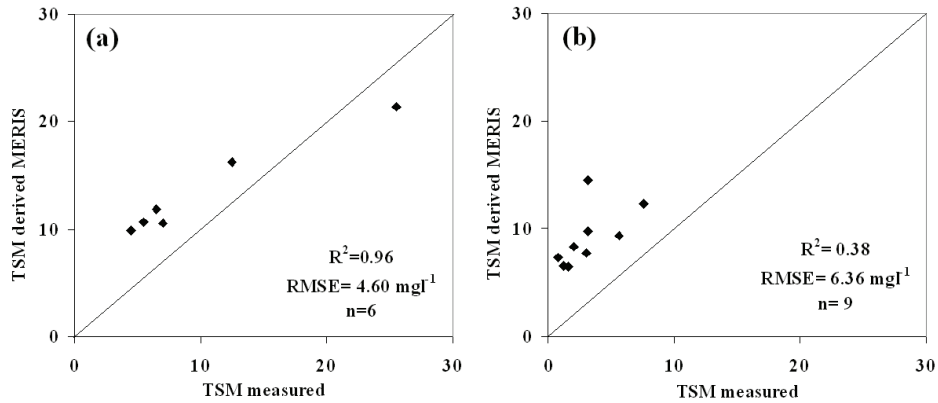 (a)
30
20
10
0
0
10
20
30
TSM derived MERIS
TSM measured
R²=0.96
RMSE= 4.60 mgl⁻¹
n=6
(b)
30
20
10
0
0
10
20
30
TSM derived MERIS
TSM measured
R²= 0.38
RMSE= 6.36 mgl⁻¹
n= 9